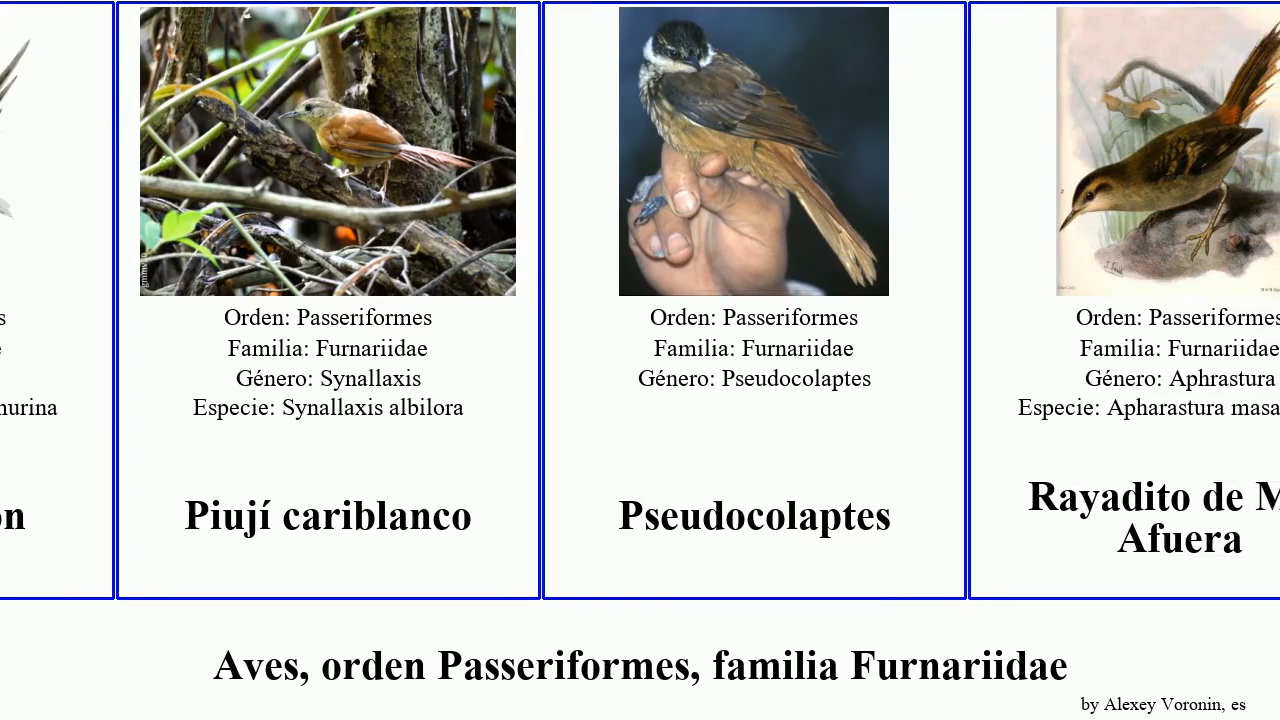 s
e
hurina
on
Orden: Passeriformes
Familia: Furnariidae
Género: Synallaxis
Especie: Synallaxis albilora
Piují cariblanco
Orden: Passeriformes
Familia: Furnariidae
Género: Pseudocolaptes
Pseudocolaptes
Orden: Passeriformes
Familia: Furnariidae
Género: Aphrastura
Especie: Apharastura masa
Rayadito de M
Afuera
Aves, orden Passeriformes, familia Furnariidae
by Alexey Voronin, es